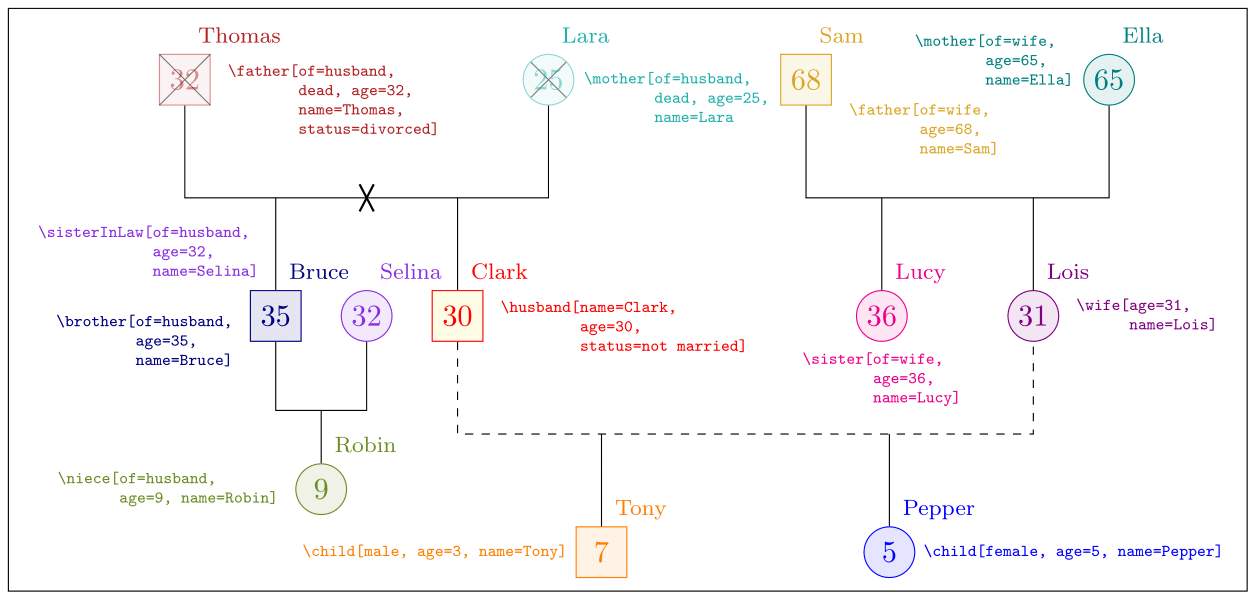 Thomas
32
\father[of=husband,
dead, age=32,
name=Thomas,
status=divorced]
Lara
25
\mother[of=husband,
dead, age=25,
name=Lara
Sam
68
\father[of=wife,
age=68,
name=Sam]
Ella
65
\mother[of=wife,
age=65,
name=Ella]
\sisterInLaw[of=husband,
age=32,
name=Selina]
Bruce
35
\brother[of=husband,
age=35,
name=Bruce]
Selina
32
Clark
30
\husband[name=Clark,
age=30,
status=not married]
Lucy
36
\sister[of=wife,
age=36,
name=Lucy]
Lois
31
\wife[age=31,
name=Lois]
Robin
9
\niece[of=husband,
age=9, name=Robin]
Tony
7
\child[male, age=3, name=Tony]
Pepper
5
\child[female, age=5, name=Pepper]